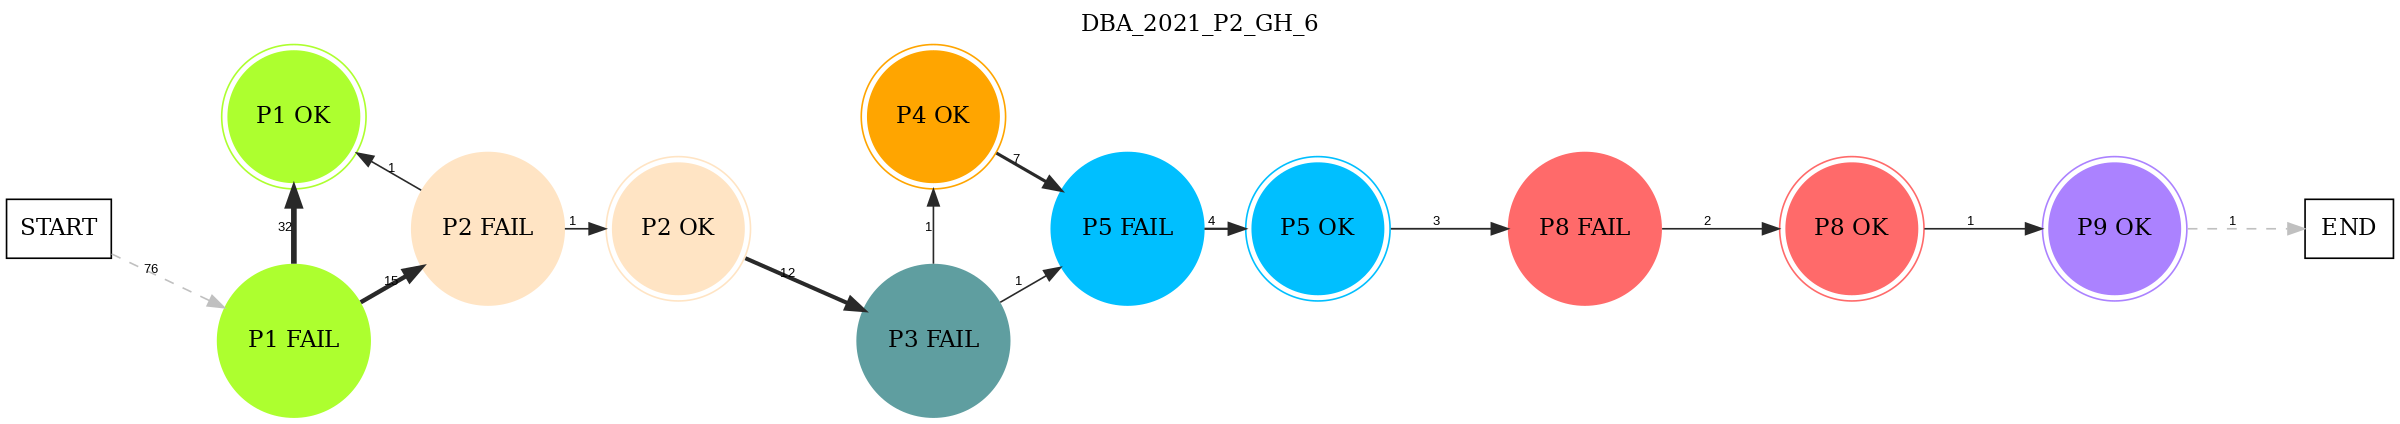 DBA_2021_P2_GH_6
P1 OK
P4 OK
7
1
32
START
P2 FAIL
1
P2 OK
1
P5 FAIL
4
P5 OK
3
P8 FAIL
2
P8 OK
1
P9 OK
1
END
76
15
12
1
P1 FAIL
P3 FAIL